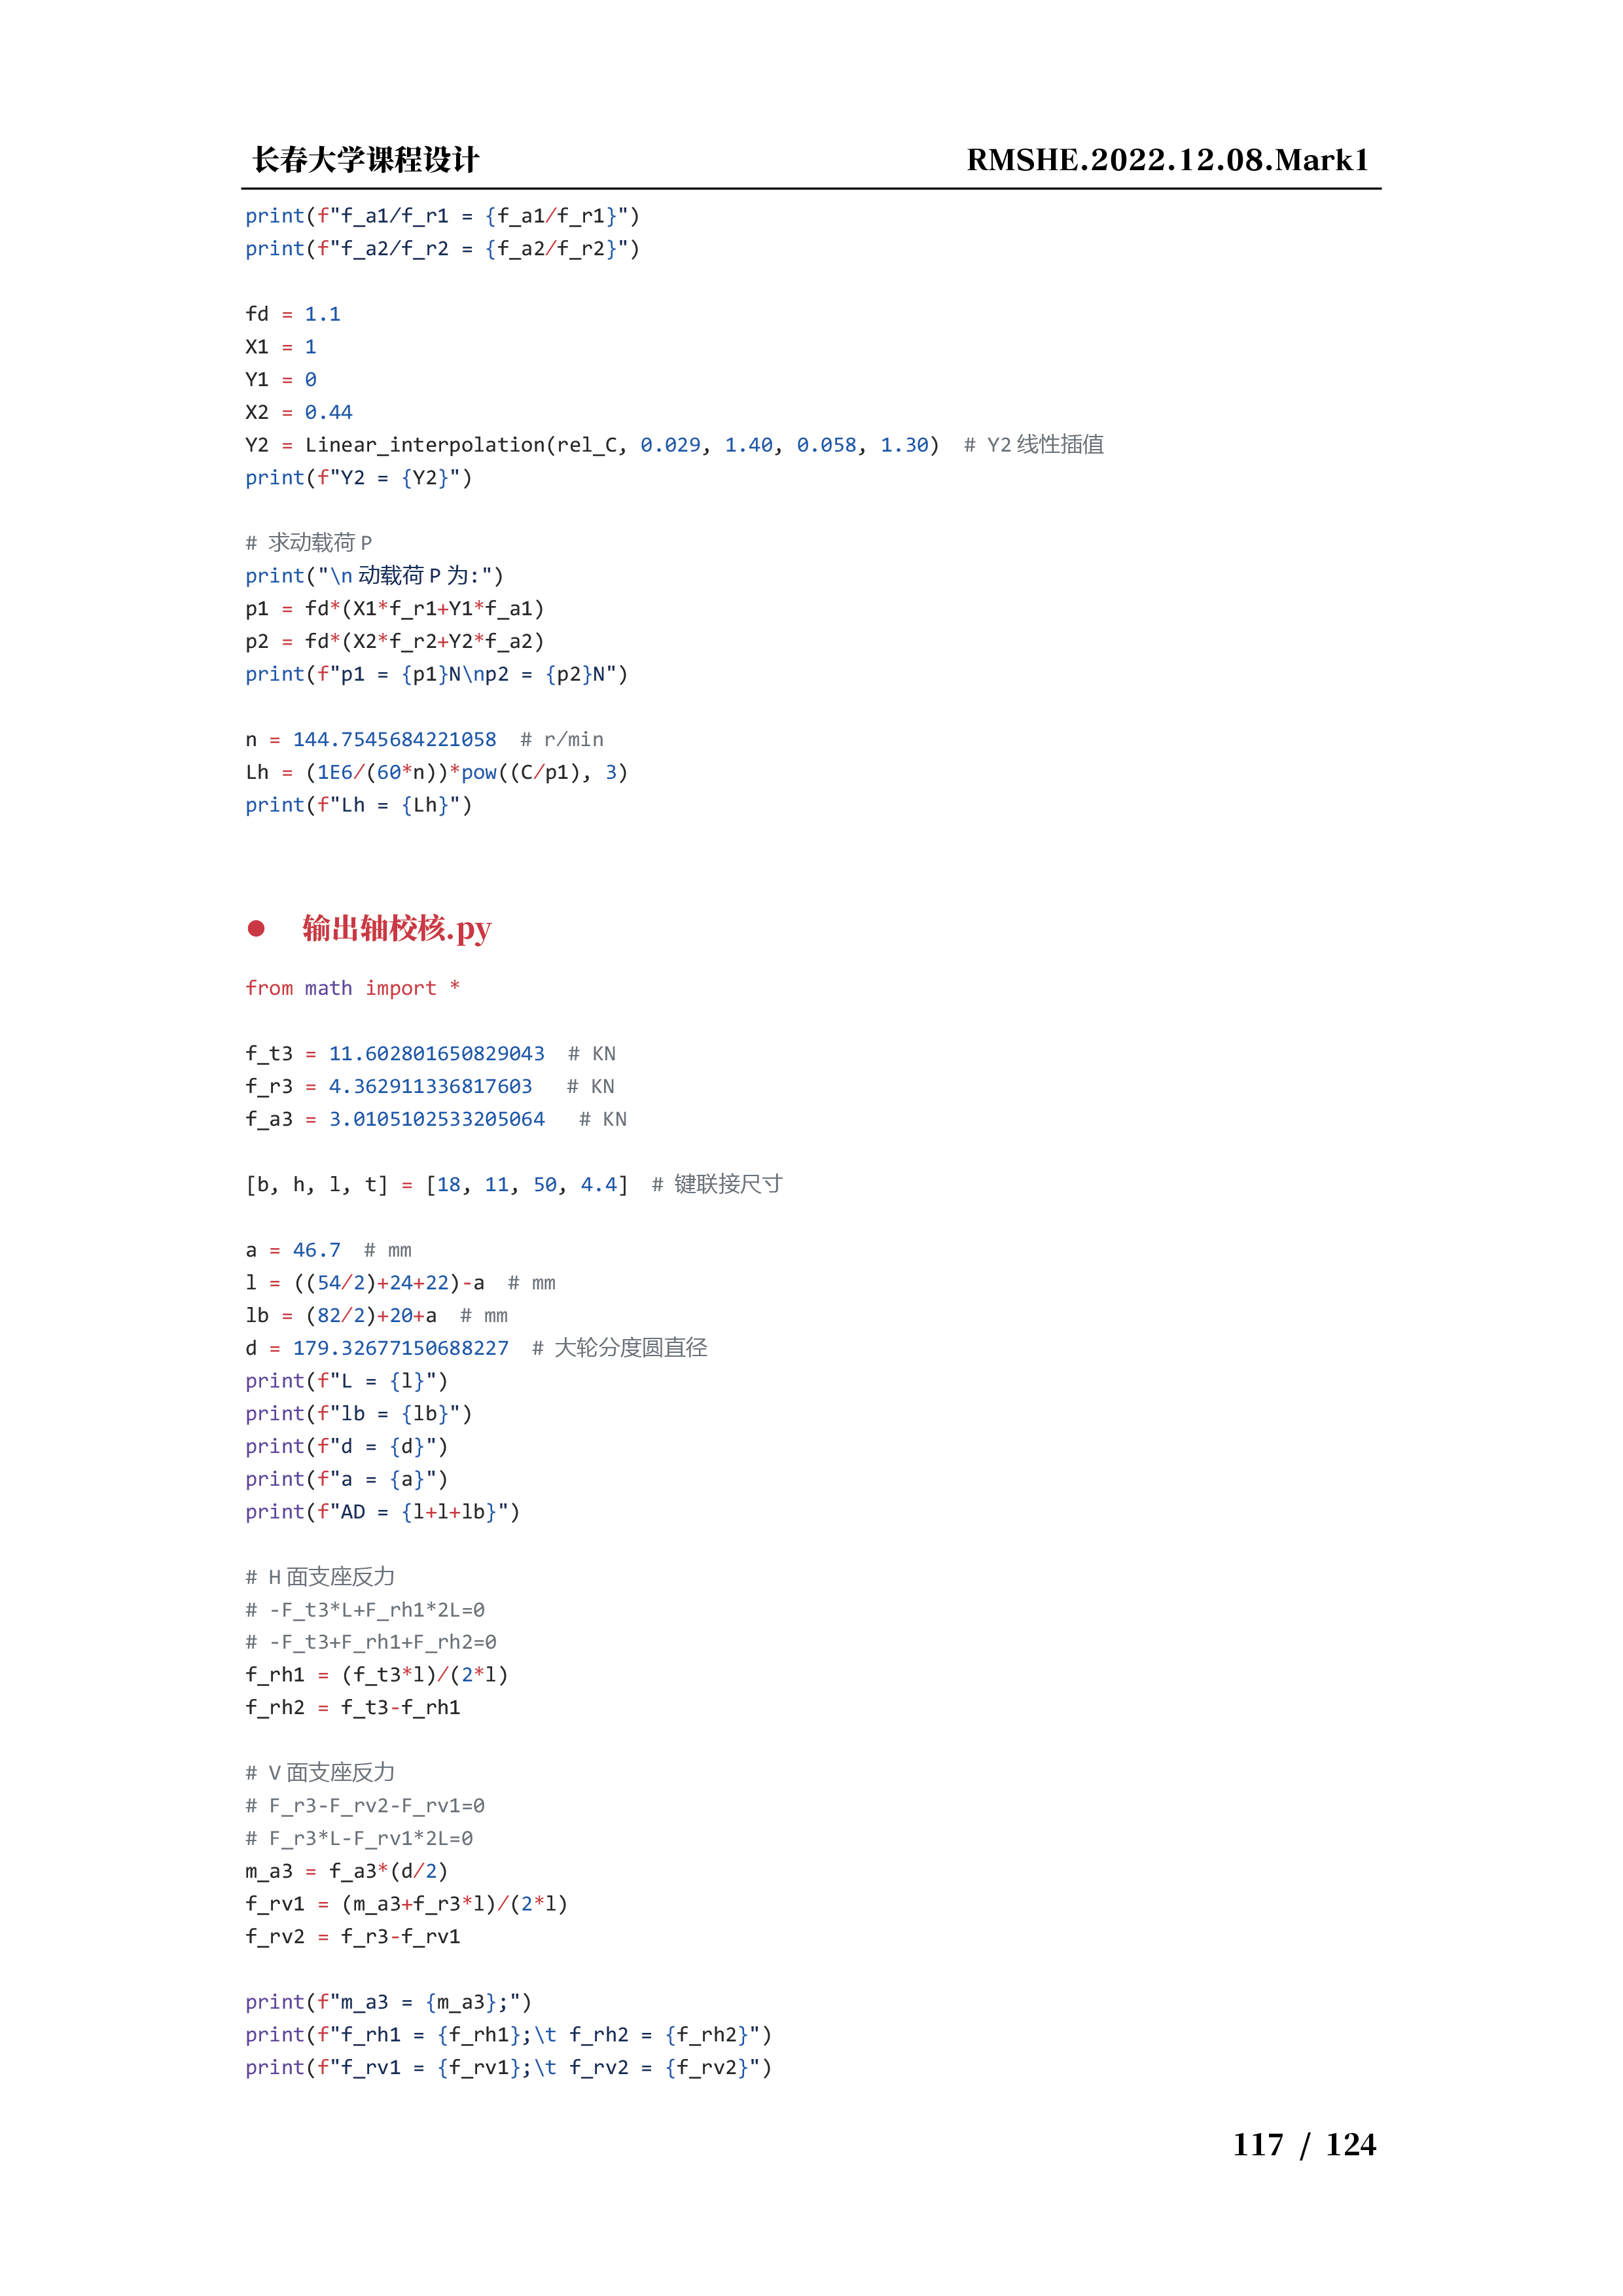 长春大学课程设计 RMSHE.2022.12.08.Mark1
print(f"f_a1/f_r1 = {f_a1/f_r1}")
print(f"f_a2/f_r2 = {f_a2/f_r2}")
fd = 1.1
X1 = 1
Y1 = 0
X2 = 0.44
Y2 = Linear_interpolation(rel_C, 0.029, 1.40, 0.058, 1.30)  # Y2 线性插值
print(f"Y2 = {Y2}")
# 求动载荷 P
print("\n 动载荷 P 为:")
p1 = fd*(X1*f_r1+Y1*f_a1)
p2 = fd*(X2*f_r2+Y2*f_a2)
print(f"p1 = {p1}N\np2 = {p2}N")
n = 144.7545684221058  # r/min
Lh = (1E6/(60*n))*pow((C/p1), 3)
print(f"Lh = {Lh}")
● 输出轴校核.py
from math import *
f_t3 = 11.602801650829043  # KN
f_r3 = 4.362911336817603   # KN
f_a3 = 3.0105102533205064   # KN
[b, h, l, t] = [18, 11, 50, 4.4]  # 键联接尺寸
a = 46.7  # mm
l = ((54/2)+24+22)-a  # mm
lb = (82/2)+20+a  # mm
d = 179.32677150688227  # 大轮分度圆直径
print(f"L = {l}")
print(f"lb = {lb}")
print(f"d = {d}")
print(f"a = {a}")
print(f"AD = {l+l+lb}")
# H 面支座反力
# -F_t3*L+F_rh1*2L=0
# -F_t3+F_rh1+F_rh2=0
f_rh1 = (f_t3*l)/(2*l)
f_rh2 = f_t3-f_rh1
# V 面支座反力
# F_r3-F_rv2-F_rv1=0
# F_r3*L-F_rv1*2L=0
m_a3 = f_a3*(d/2)
f_rv1 = (m_a3+f_r3*l)/(2*l)
f_rv2 = f_r3-f_rv1
print(f"m_a3 = {m_a3};")
print(f"f_rh1 = {f_rh1};\t f_rh2 = {f_rh2}")
print(f"f_rv1 = {f_rv1};\t f_rv2 = {f_rv2}")
117 / 124